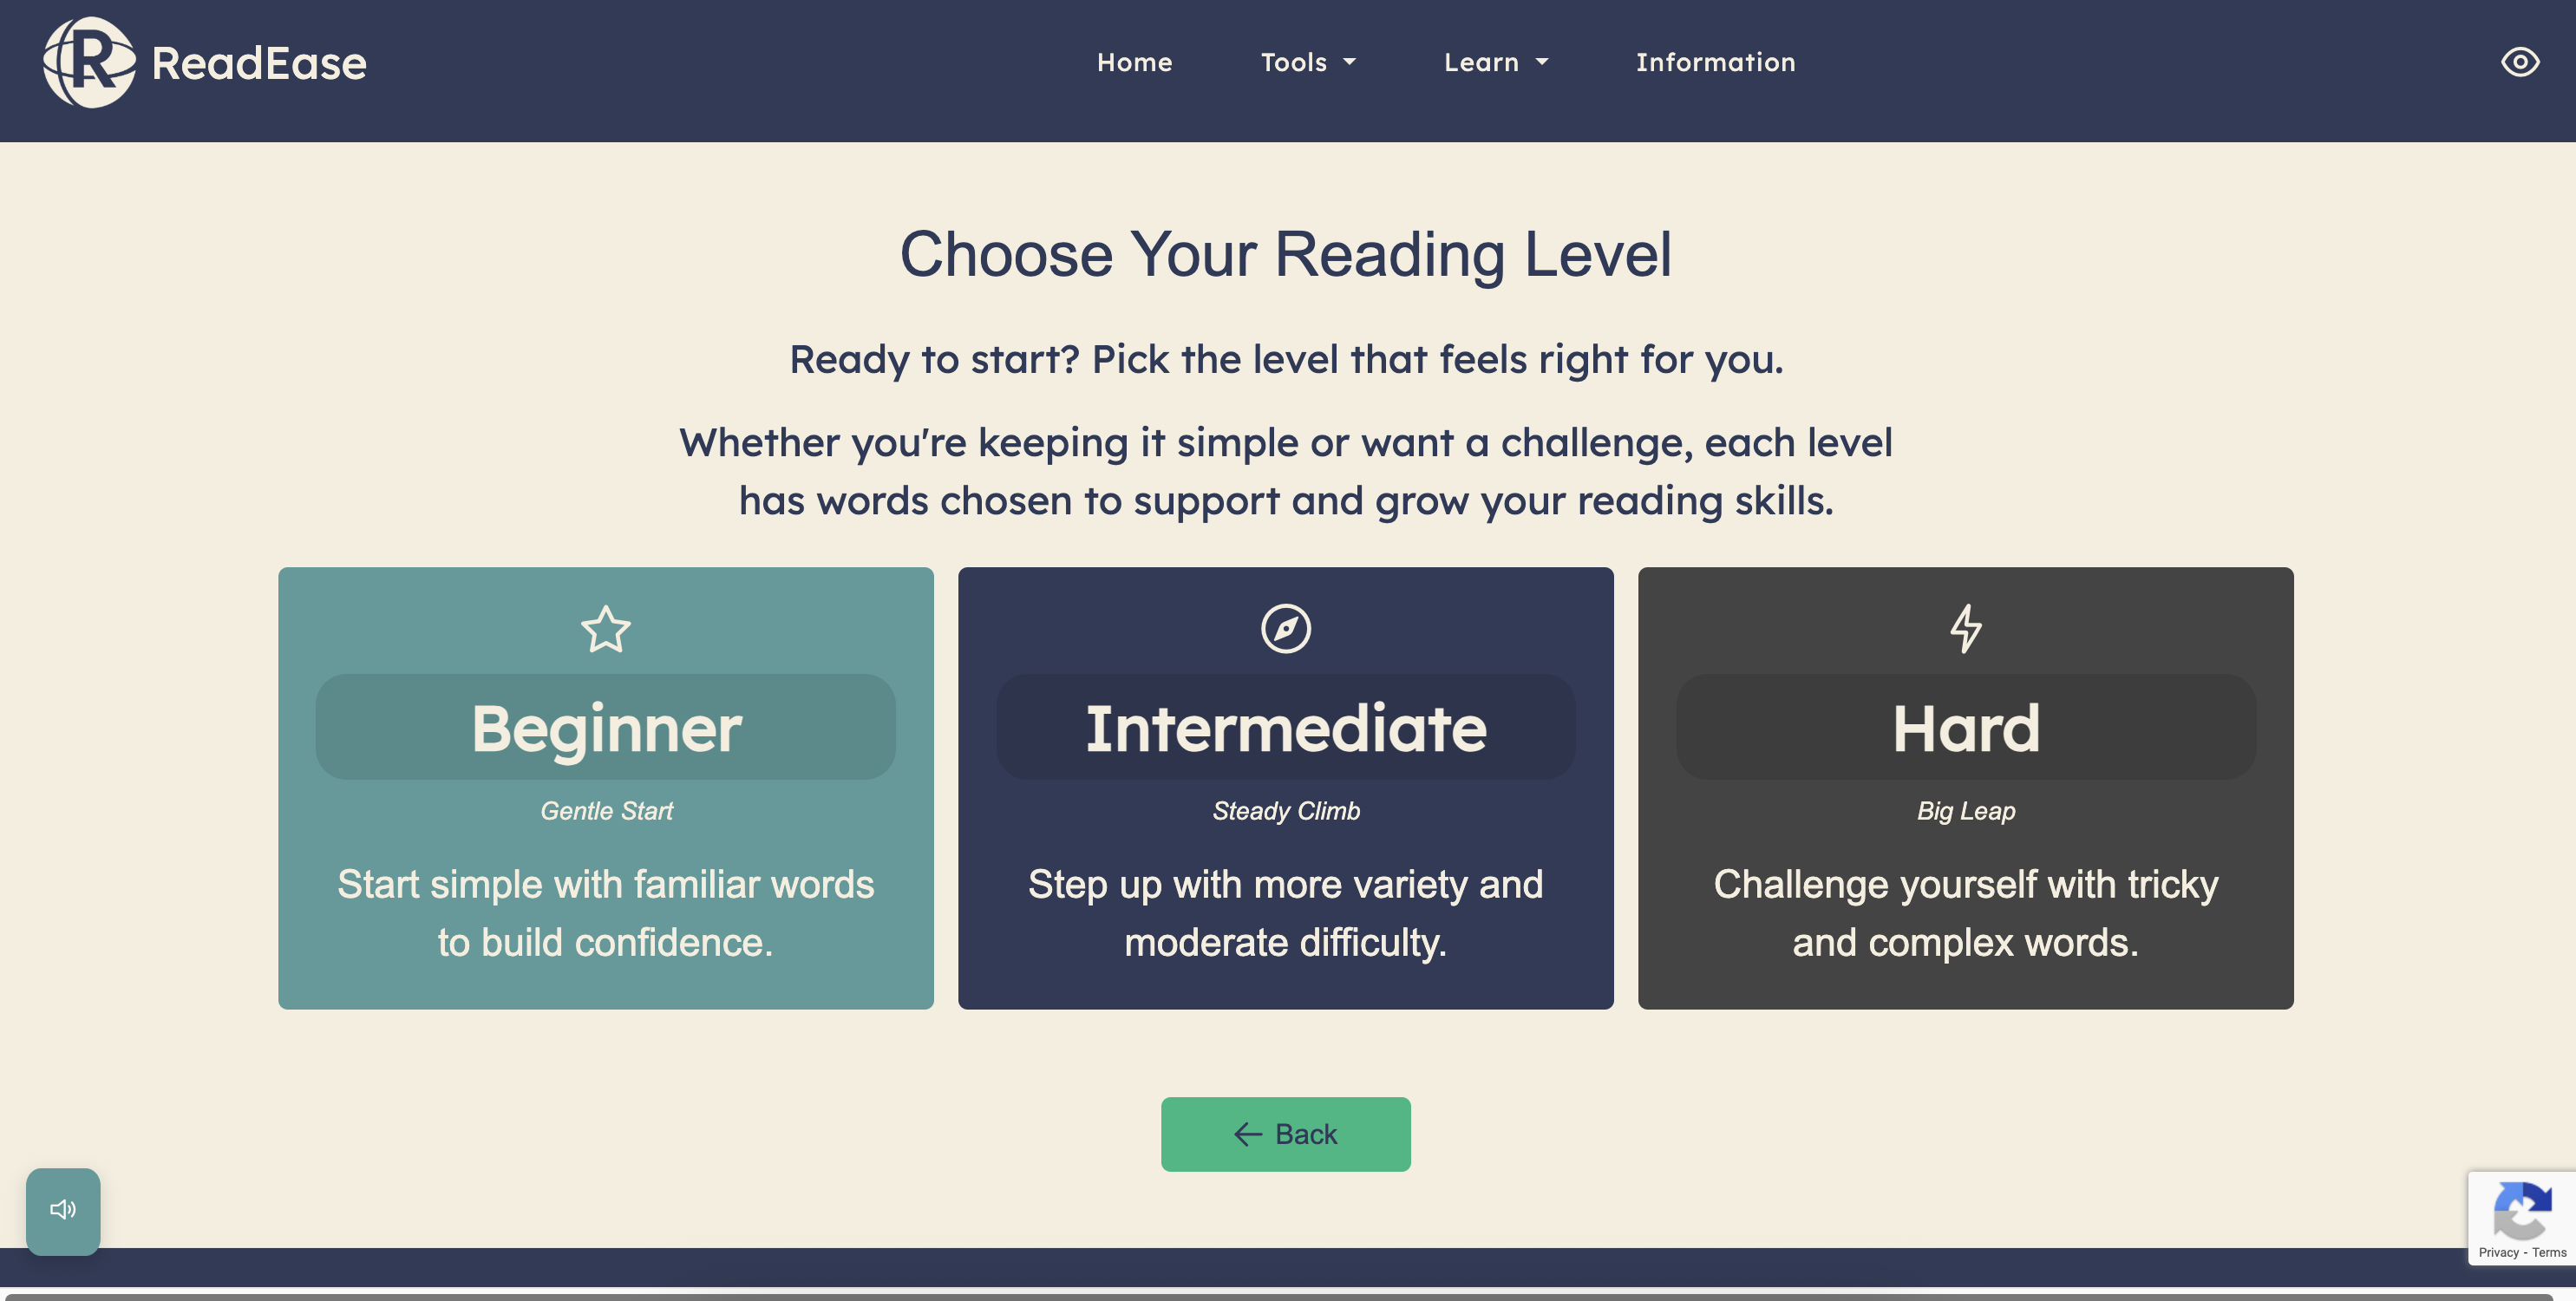 ReadEase
Home
Tools
Learn
Information
Choose Your Reading Level
Ready to start? Pick the level that feels right for you.
Whether you're keeping it simple or want a challenge, each level
has words chosen to support and grow your reading skills.
Beginner
Gentle Start
Start simple with familiar words
to build confidence.
Intermediate
Steady Climb
Step up with more variety and
moderate difficulty.
Hard
Big Leap
Challenge yourself with tricky
and complex words.
Back
Privacy - Terms